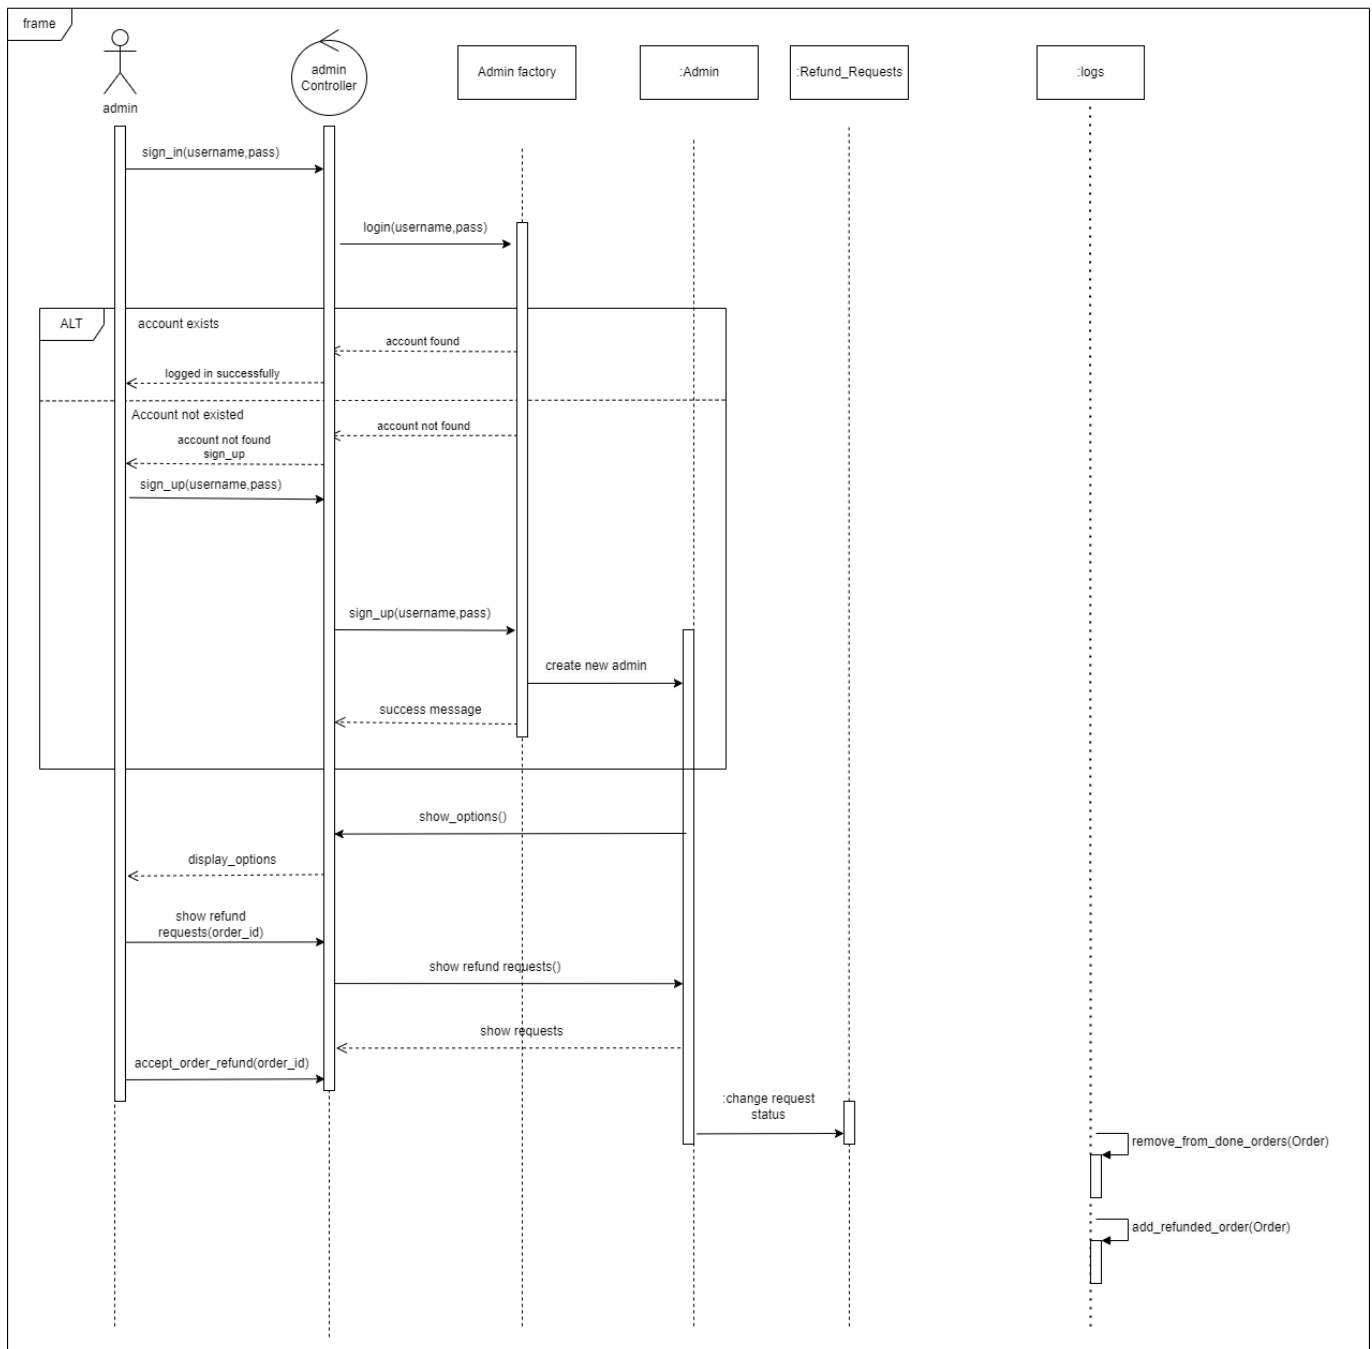 frame
admin
admin
Controller
Admin factory
:Admin
:Refund_Requests
:logs
sign_in(username,pass)
login(username,pass)
ALT
account exists
account found
logged in successfully
Account not existed
account not found
account not found
sign_up
sign_up(username,pass)
sign_up(username,pass)
create new admin
success message
show_options()
display_options
show refund
requests(order_id)
show refund requests()
show requests
accept_order_refund(order_id)
:change request
status
remove_from_done_orders(Order)
add_refunded_order(Order)